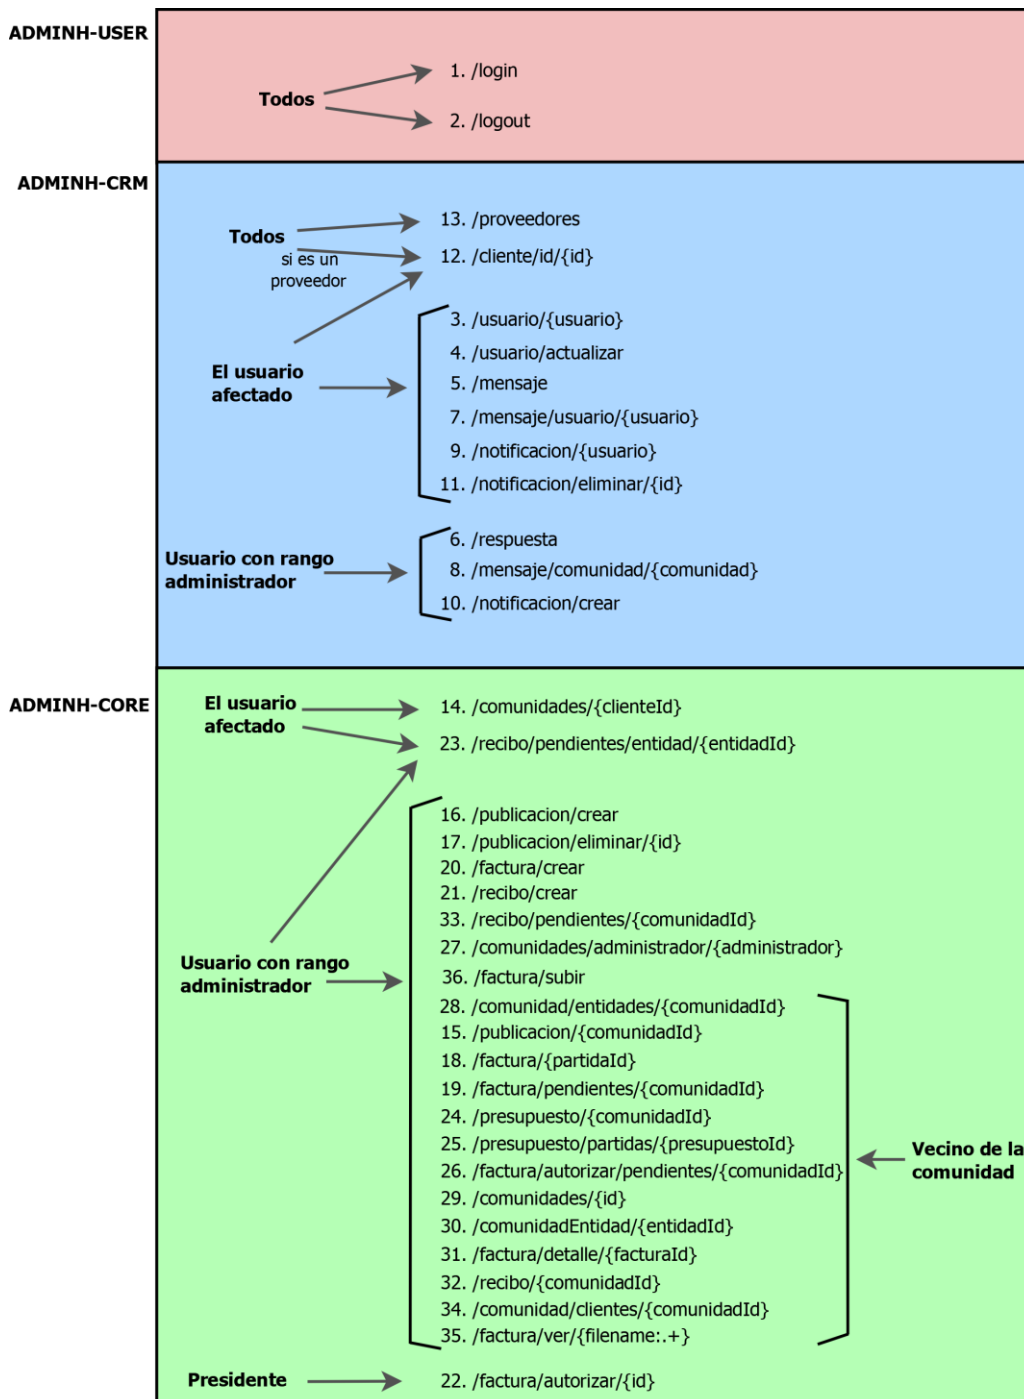 ADMINH-USER
Todos
1. /login
2. /logout
ADMINH-CRM
Todos
si es un
proveedor
13. /proveedores
12. /cliente/id/{id}
El usuario
afectado
3. /usuario/{usuario}
4. /usuario/actualizar
5. /mensaje
7. /mensaje/usuario/{usuario}
9. /notificacion/{usuario}
11. /notificacion/eliminar/{id}
Usuario con rango
administrador
6. /respuesta
8. /mensaje/comunidad/{comunidad}
10. /notificacion/crear
ADMINH-CORE
El usuario
afectado
14. /comunidades/{clienteId}
23. /recibo/pendientes/entidad/{entidadId}
Usuario con rango
administrador
16. /publicacion/crear
17. /publicacion/eliminar/{id}
20. /factura/crear
21. /recibo/crear
33. /recibo/pendientes/{comunidadId}
27. /comunidades/administrador/{administrador}
36. /factura/subir
28. /comunidad/entidades/{comunidadId}
15. /publicacion/{comunidadId}
18. /factura/{partidaId}
19. /factura/pendientes/{comunidadId}
24. /presupuesto/{comunidadId}
25. /presupuesto/partidas/{presupuestoId}
26. /factura/autorizar/pendientes/{comunidadId}
29. /comunidades/{id}
30. /comunidadEntidad/{entidadId}
31. /factura/detalle/{facturaId}
32. /recibo/{comunidadId}
34. /comunidad/clientes/{comunidadId}
35. /factura/ver/{filename:.+}
Vecino de la
comunidad
Presidente
22. /factura/autorizar/{id}